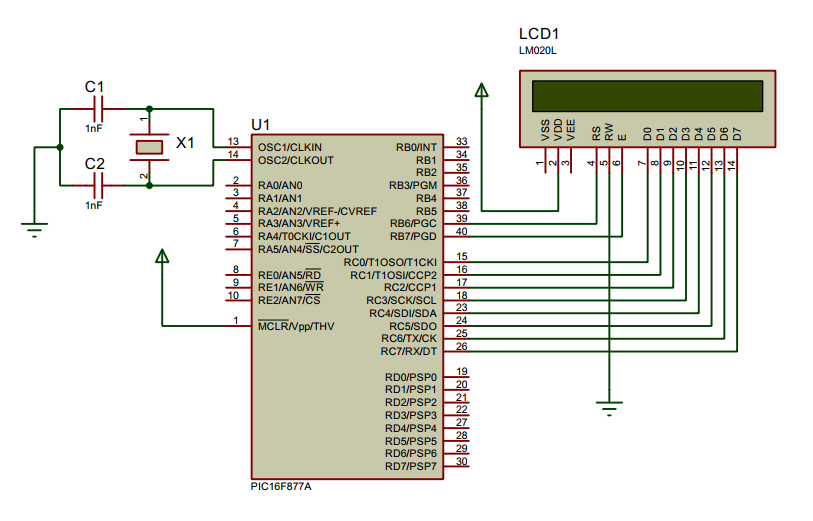 LCD1
LM020L
VSS
VDD
VEE
RS
RW
E
D0
D1
D2
D3
D4
D5
D6
D7
1
2
3
4
5
6
7
8
9
10
11
12
13
14
C1
1nF
C2
1nF
1
2
X1
U1
13 OSC1/CLKIN
14 OSC2/CLKOUT
2 RA0/AN0
3 RA1/AN1
4 RA2/AN2/VREF-/CVREF
5 RA3/AN3/VREF+
6 RA4/T0CKI/C1OUT
7 RA5/AN4/SS/C2OUT
8 RE0/AN5/RD
9 RE1/AN6/WR
10 RE2/AN7/CS
1 MCLR/Vpp/THV
RB0/INT 33
RB1 34
RB2 35
RB3/PGM 36
RB4 37
RB5 38
RB6/PGC 39
RB7/PGD 40
RC0/T1OSO/T1CKI 15
RC1/T1OSI/CCP2 16
RC2/CCP1 17
RC3/SCK/SCL 18
RC4/SDI/SDA 23
RC5/SDO 24
RC6/TX/CK 25
RC7/RX/DT 26
RD0/PSP0 19
RD1/PSP1 20
RD2/PSP2 21
RD3/PSP3 22
RD4/PSP4 27
RD5/PSP5 28
RD6/PSP6 29
RD7/PSP7 30
PIC16F877A